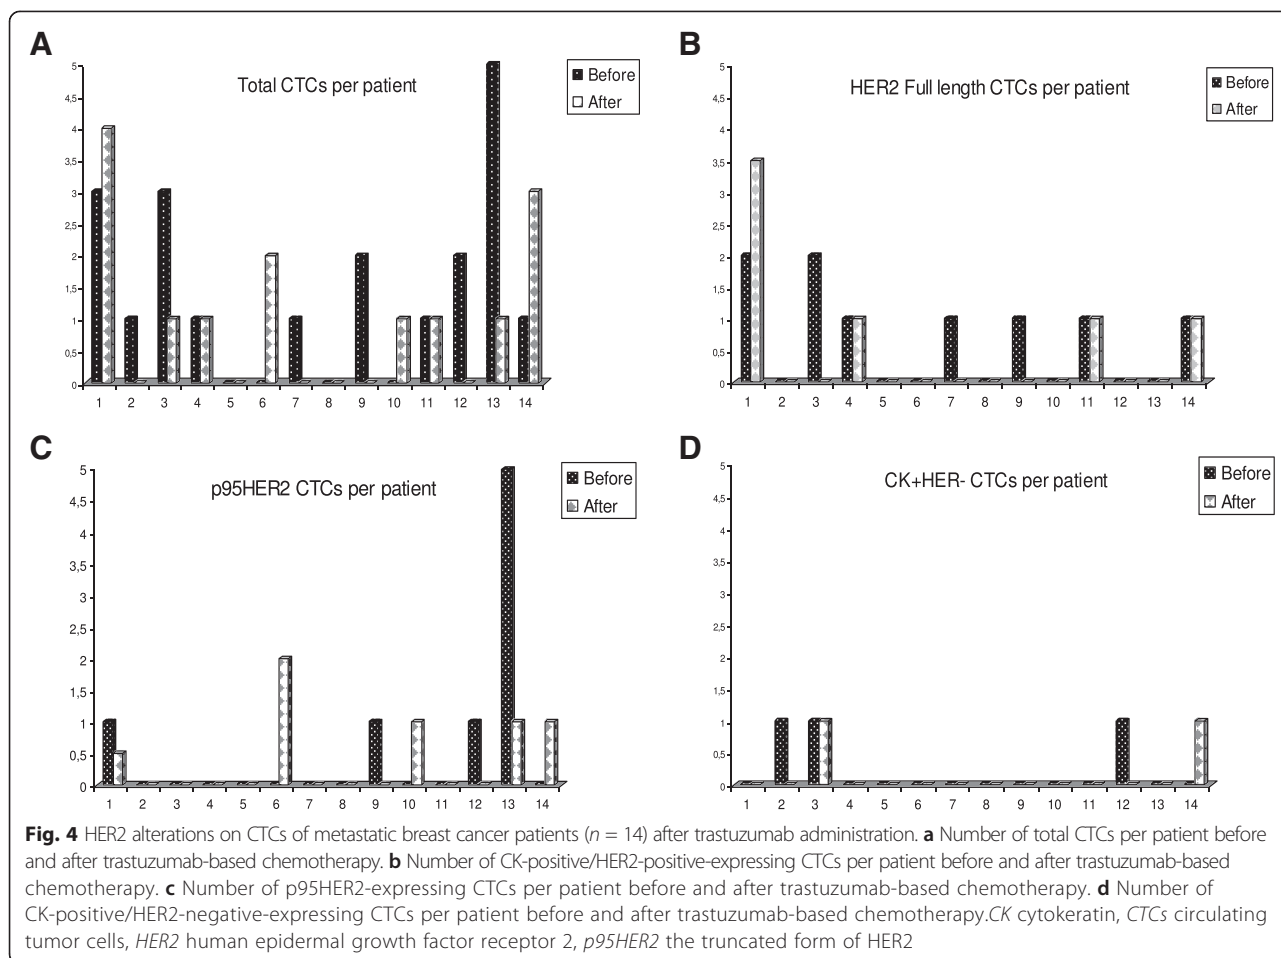 A
Total CTCs per patient
Before
After
5
4,5
4
3,5
3
2,5
2
1,5
1
0,5
0
1 2 3 4 5 6 7 8 9 10 11 12 13 14
B
HER2 Full length CTCs per patient
Before
After
5
4,5
4
3,5
3
2,5
2
1,5
1
0,5
0
1 2 3 4 5 6 7 8 9 10 11 12 13 14
C
p95HER2 CTCs per patient
Before
After
5
4,5
4
3,5
3
2,5
2
1,5
1
0,5
0
1 2 3 4 5 6 7 8 9 10 11 12 13 14
D
CK+HER- CTCs per patient
Before
After
5
4,5
4
3,5
3
2,5
2
1,5
1
0,5
0
1 2 3 4 5 6 7 8 9 10 11 12 13 14
Fig. 4 HER2 alterations on CTCs of metastatic breast cancer patients (n = 14) after trastuzumab administration. a Number of total CTCs per patient before
and after trastuzumab-based chemotherapy. b Number of CK-positive/HER2-positive-expressing CTCs per patient before and after trastuzumab-based
chemotherapy. c Number of p95HER2-expressing CTCs per patient before and after trastuzumab-based chemotherapy. d Number of
CK-positive/HER2-negative-expressing CTCs per patient before and after trastuzumab-based chemotherapy.CK cytokeratin, CTCs circulating
tumor cells, HER2 human epidermal growth factor receptor 2, p95HER2 the truncated form of HER2